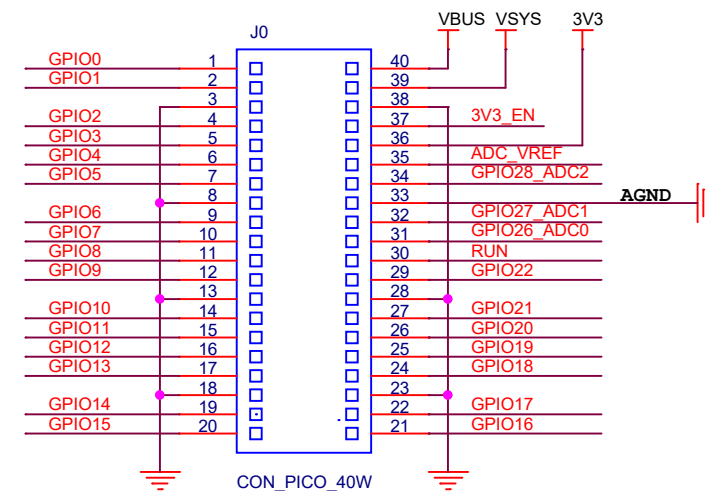 VBUS VSYS 3V3
J0
GPIO0 1 40
GPIO1 2 39
3 38
GPIO2 4 37 3V3_EN
GPIO3 5 36
GPIO4 6 35 ADC_VREF
GPIO5 7 34 GPIO28_ADC2
8 33 AGND
GPIO6 9 32 GPIO27_ADC1
GPIO7 10 31 GPIO26_ADC0
GPIO8 11 30 RUN
GPIO9 12 29 GPIO22
13 28
GPIO10 14 27 GPIO21
GPIO11 15 26 GPIO20
GPIO12 16 25 GPIO19
GPIO13 17 24 GPIO18
18 23
GPIO14 19 22 GPIO17
GPIO15 20 21 GPIO16
CON_PICO_40W